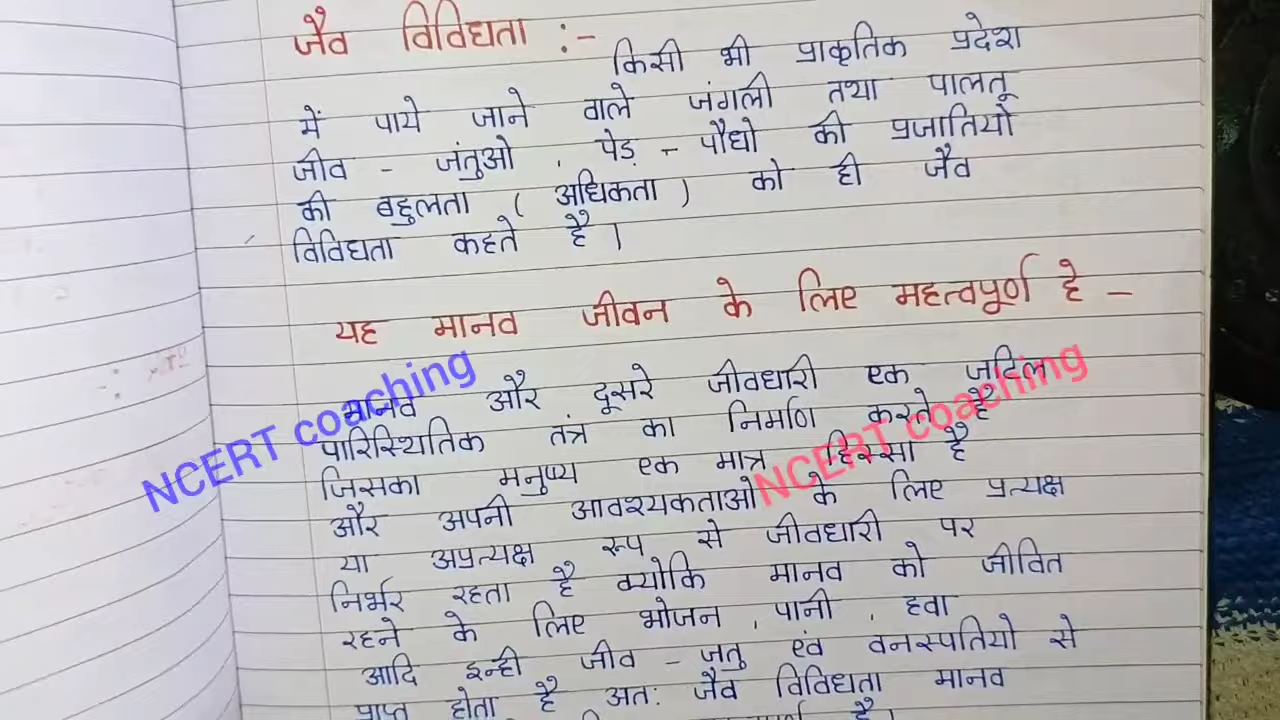 जैव विविधता :-
किसी भी प्राकृतिक प्रदेश
में पाये जाने वाले जंगली तथा पालतू
जीव - जंतुओ , पेड़ - पौधो की प्रजातियो
की बहुलता ( अधिकता ) को ही जैव
विविधता कहते है ।
यह मानव जीवन के लिए महत्वपूर्ण है -
मानव और दूसरे जीवधारी एक जटिल
पारिस्थितिक तंत्र का निर्माण करते है
जिसका मनुष्य एक मात्र हिस्सा है
और अपनी आवश्यकताओ के लिए प्रत्यक्ष
या अप्रत्यक्ष रूप से जीवधारी पर
निर्भर रहता है क्योकि मानव को जीवित
रहने के लिए भोजन , पानी , हवा
आदि इन्ही जीव - जतु एंव वनस्पतियो से
प्राप्त होता है अतः जैव विविधता मानव
है ।
NCERT coaching
NCERT coaching